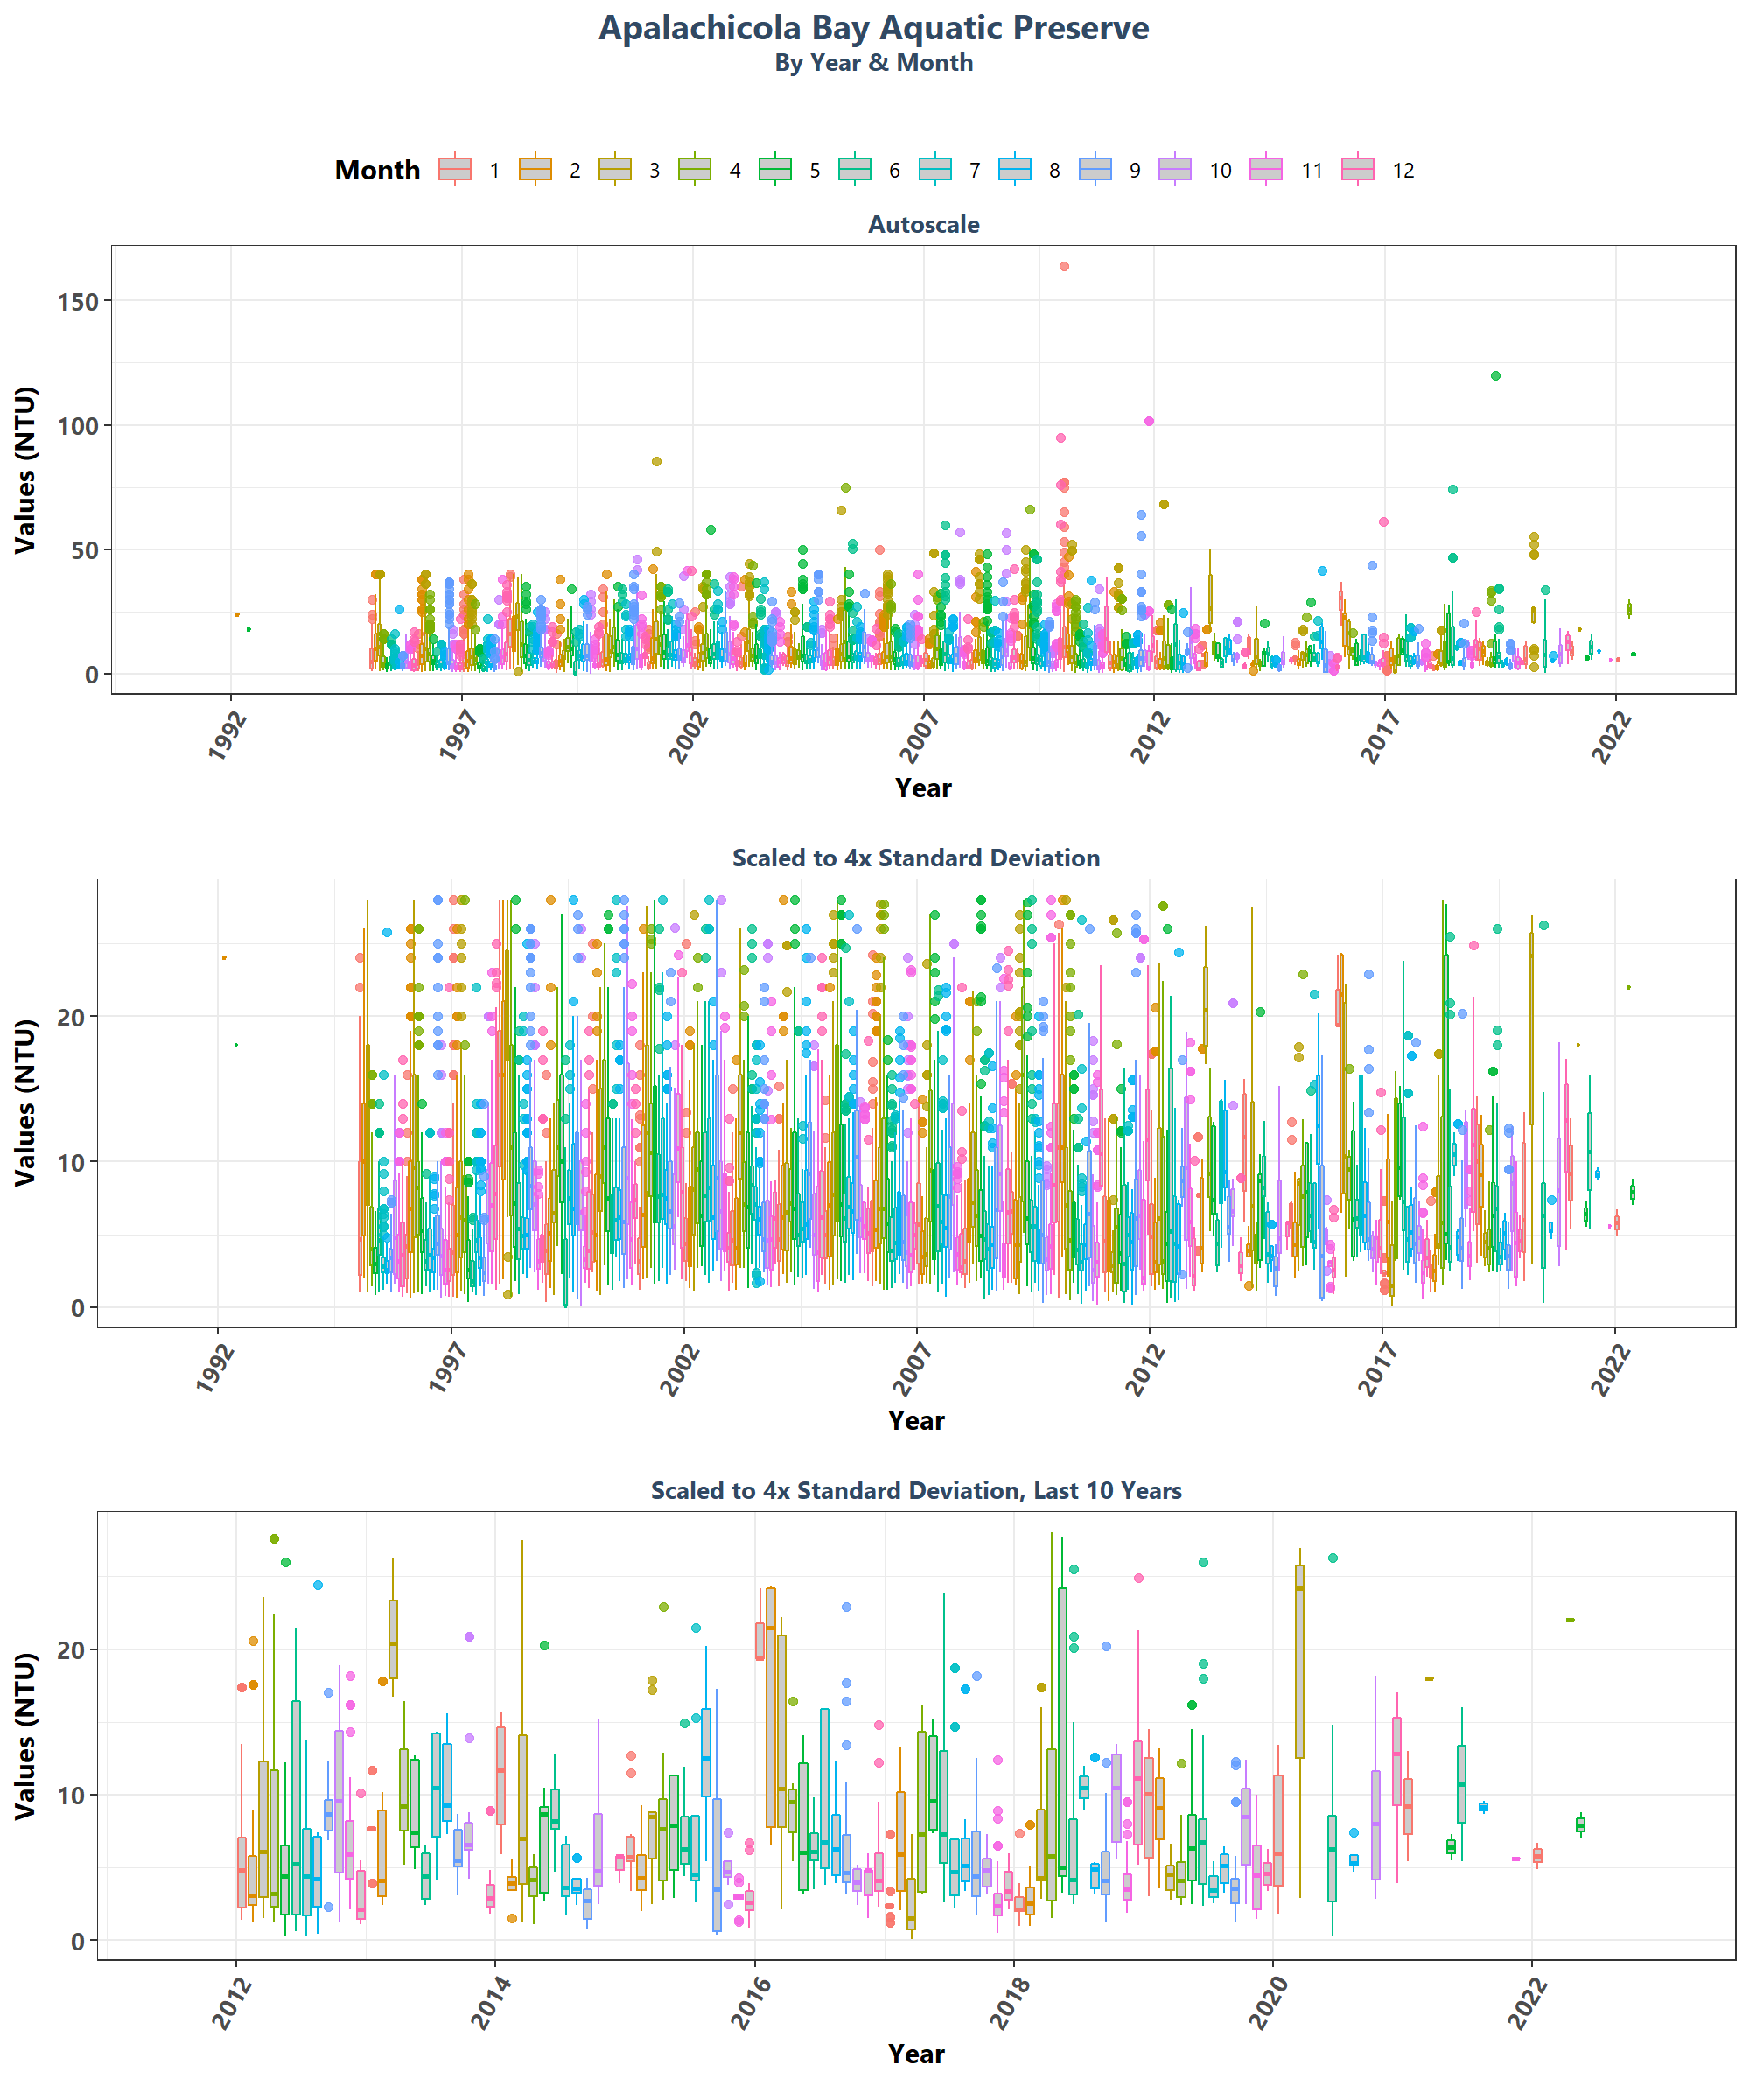 Apalachicola Bay Aquatic Preserve
By Year & Month
Month 1 2 3 4 5 6 7 8 9 10 11 12
Autoscale
Values (NTU)
150
100
50
0
1992 1997 2002 2007 2012 2017 2022
Year
Scaled to 4x Standard Deviation
Values (NTU)
20
10
0
1992 1997 2002 2007 2012 2017 2022
Year
Scaled to 4x Standard Deviation, Last 10 Years
Values (NTU)
20
10
0
2012 2014 2016 2018 2020 2022
Year